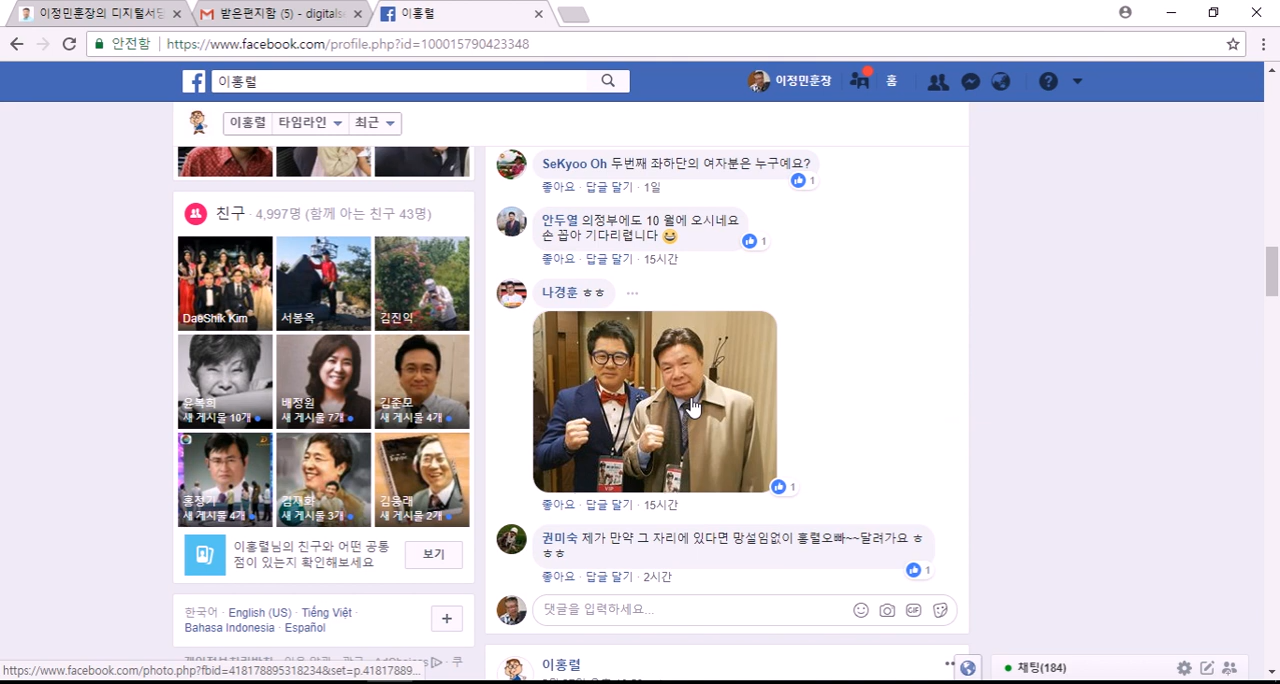 이정민훈장의 디지털서당
받은편지함 (5) - digitalse
이홍렬
안전함
https://www.facebook.com/profile.php?id=100015790423348
이홍렬
이정민훈장
홈
이홍렬
타임라인
최근
친구 · 4,997명 (함께 아는 친구 43명)
DaeShik Kim
서봉옥
김진익
윤복희
새 게시물 10개
배정원
새 게시물 7개
김준모
새 게시물 4개
홍정기
새 게시물 4개
김재화
새 게시물 3개
김웅래
새 게시물 2개
이홍렬님의 친구와 어떤 공통
점이 있는지 확인해보세요
보기
한국어 · English (US) · Tiếng Việt ·
Bahasa Indonesia · Español
SeKyoo Oh 두번째 좌하단의 여자분은 누구예요?
1
좋아요 · 답글 달기 · 1일
안두열 의정부에도 10 월에 오시네요
손 꼽아 기다리렵니다
1
좋아요 · 답글 달기 · 15시간
나경훈 ㅎㅎ
1
좋아요 · 답글 달기 · 15시간
권미숙 제가 만약 그 자리에 있다면 망설임없이 홍렬오빠~~달려가요 ㅎ
ㅎㅎ
1
좋아요 · 답글 달기 · 2시간
댓글을 입력하세요...
GIF
이홍렬
https://www.facebook.com/photo.php?fbid=418178895318234&set=p.41817889...
채팅(184)